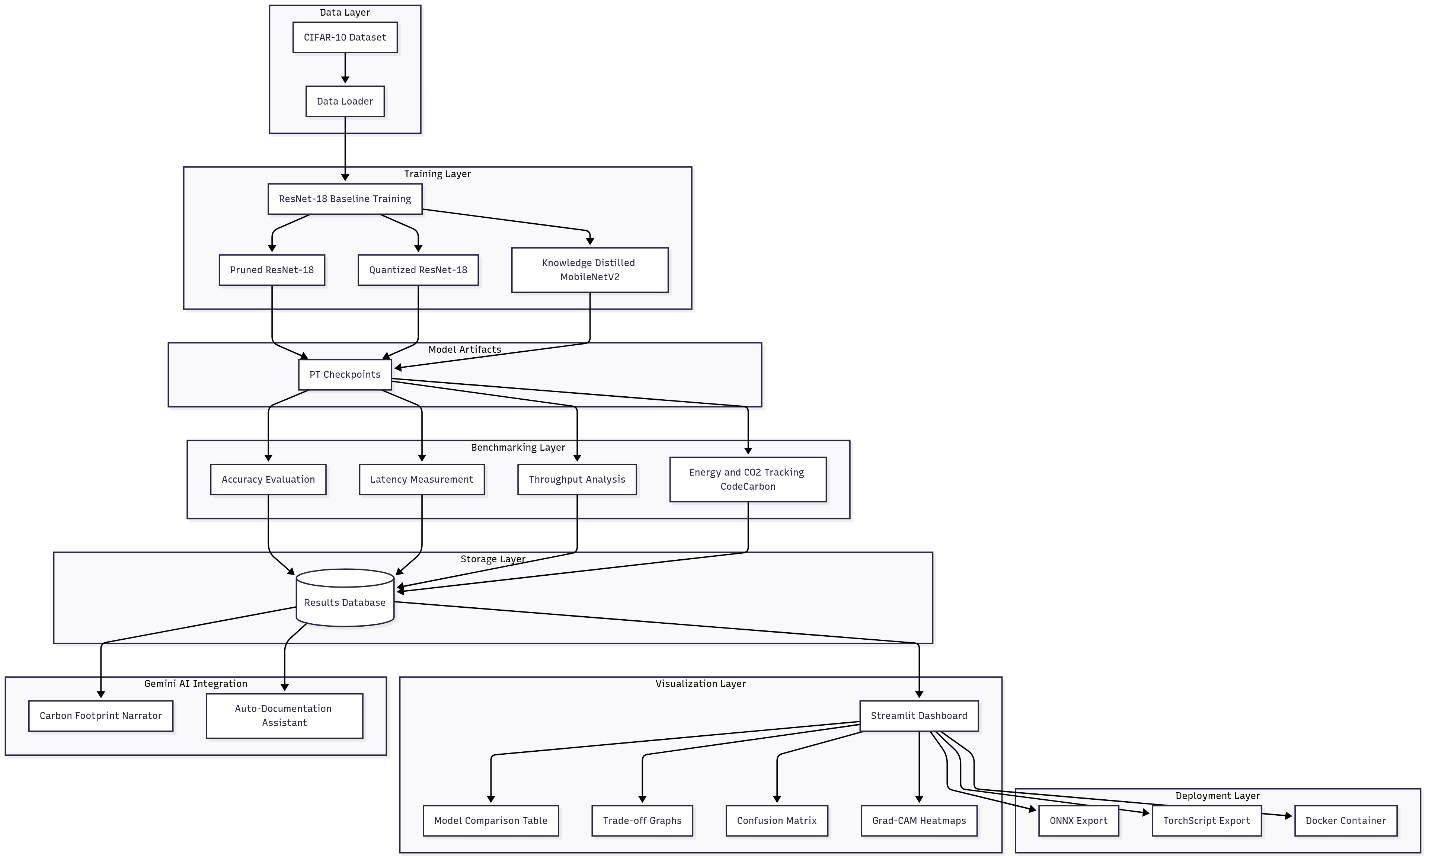 Data Layer
CIFAR-10 Dataset
Data Loader
Training Layer
ResNet-18 Baseline Training
Pruned ResNet-18
Quantized ResNet-18
Knowledge Distilled
MobileNetV2
Model Artifacts
PT Checkpoints
Benchmarking Layer
Accuracy Evaluation
Latency Measurement
Throughput Analysis
Energy and CO2 Tracking
CodeCarbon
Storage Layer
Results Database
Gemini AI Integration
Carbon Footprint Narrator
Auto-Documentation
Assistant
Visualization Layer
Streamlit Dashboard
Model Comparison Table
Trade-off Graphs
Confusion Matrix
Grad-CAM Heatmaps
Deployment Layer
ONNX Export
TorchScript Export
Docker Container